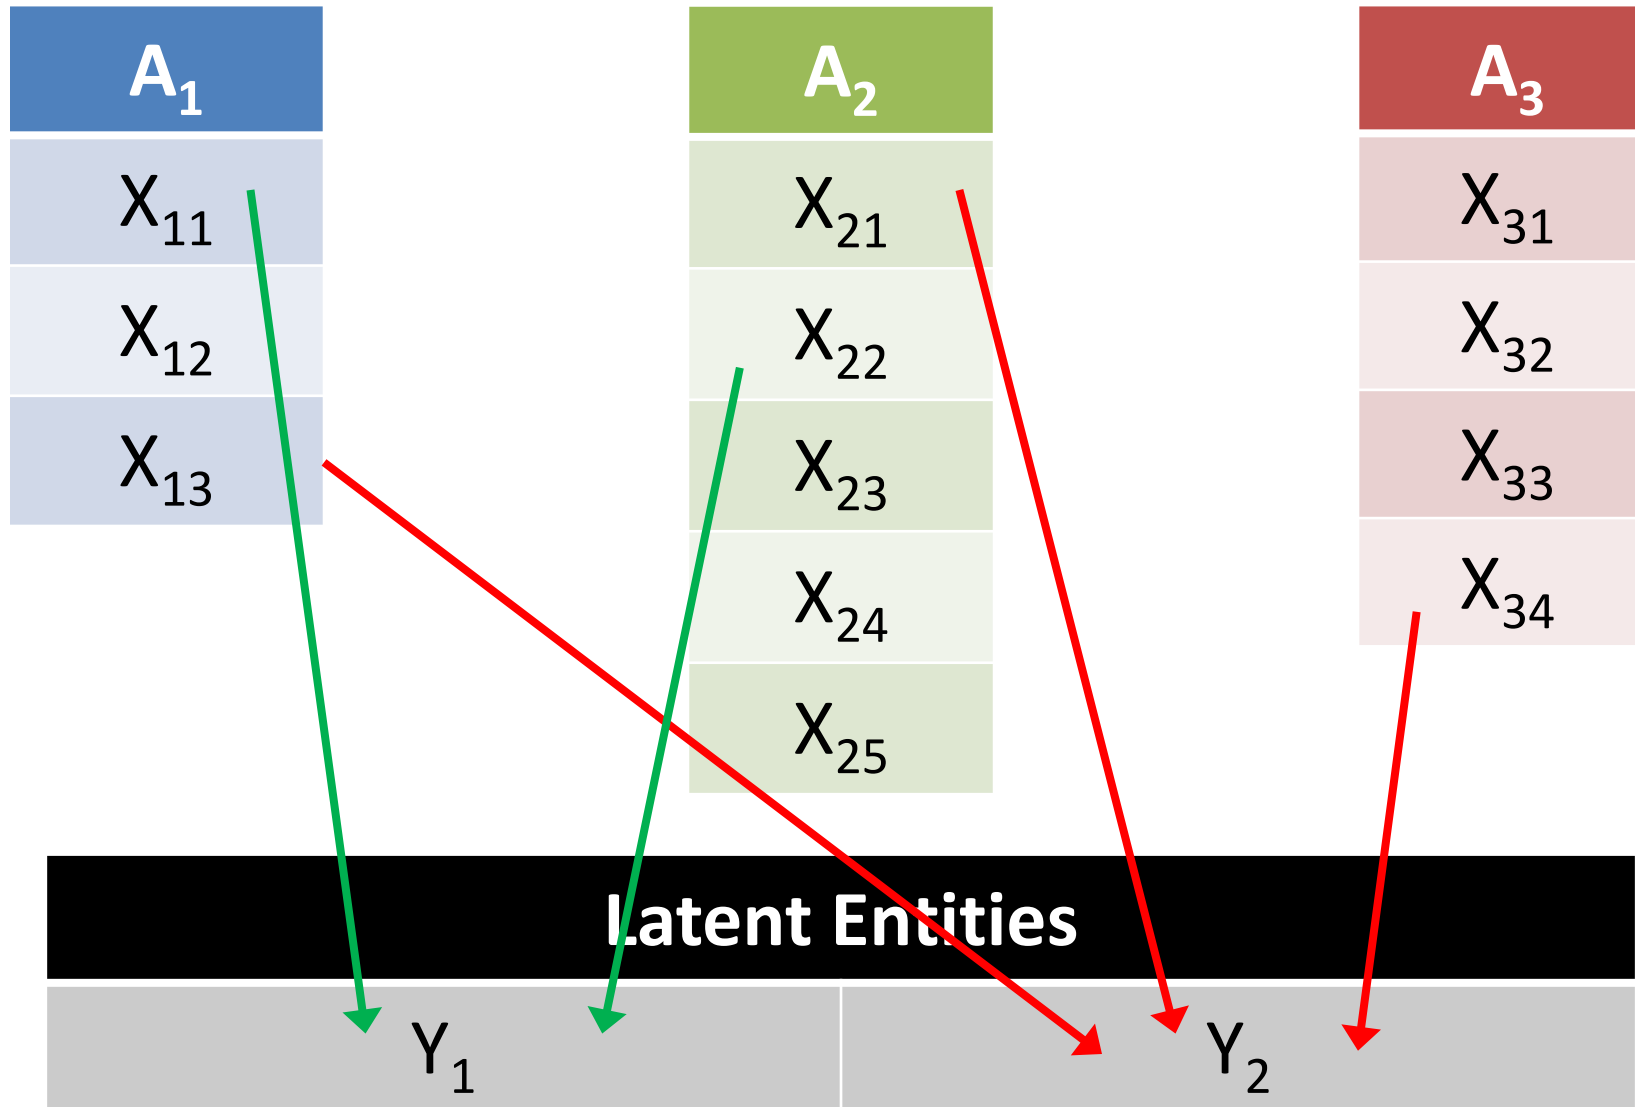 A₁
X₁₁
X₁₂
X₁₃
A₂
X₂₁
X₂₂
X₂₃
X₂₄
X₂₅
A₃
X₃₁
X₃₂
X₃₃
X₃₄
Latent Entities
Y₁
Y₂